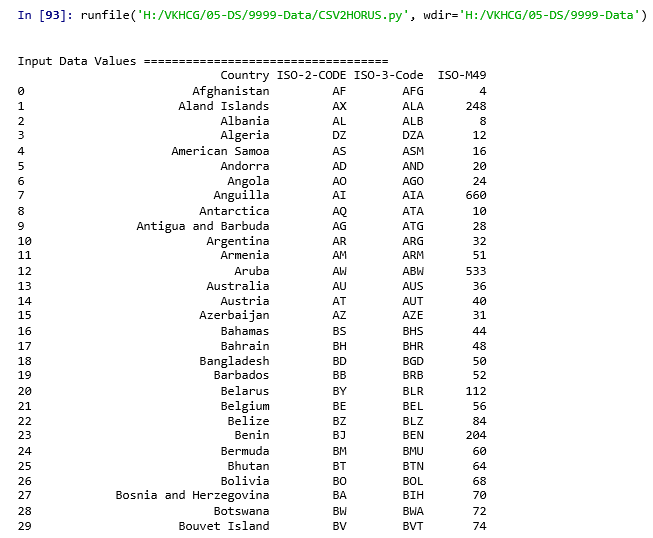 In [93]: runfile('H:/VKHCG/05-DS/9999-Data/CSV2HORUS.py', wdir='H:/VKHCG/05-DS/9999-Data')
Input Data Values ===================================
Country ISO-2-CODE ISO-3-Code ISO-M49
0 Afghanistan AF AFG 4
1 Aland Islands AX ALA 248
2 Albania AL ALB 8
3 Algeria DZ DZA 12
4 American Samoa AS ASM 16
5 Andorra AD AND 20
6 Angola AO AGO 24
7 Anguilla AI AIA 660
8 Antarctica AQ ATA 10
9 Antigua and Barbuda AG ATG 28
10 Argentina AR ARG 32
11 Armenia AM ARM 51
12 Aruba AW ABW 533
13 Australia AU AUS 36
14 Austria AT AUT 40
15 Azerbaijan AZ AZE 31
16 Bahamas BS BHS 44
17 Bahrain BH BHR 48
18 Bangladesh BD BGD 50
19 Barbados BB BRB 52
20 Belarus BY BLR 112
21 Belgium BE BEL 56
22 Belize BZ BLZ 84
23 Benin BJ BEN 204
24 Bermuda BM BMU 60
25 Bhutan BT BTN 64
26 Bolivia BO BOL 68
27 Bosnia and Herzegovina BA BIH 70
28 Botswana BW BWA 72
29 Bouvet Island BV BVT 74